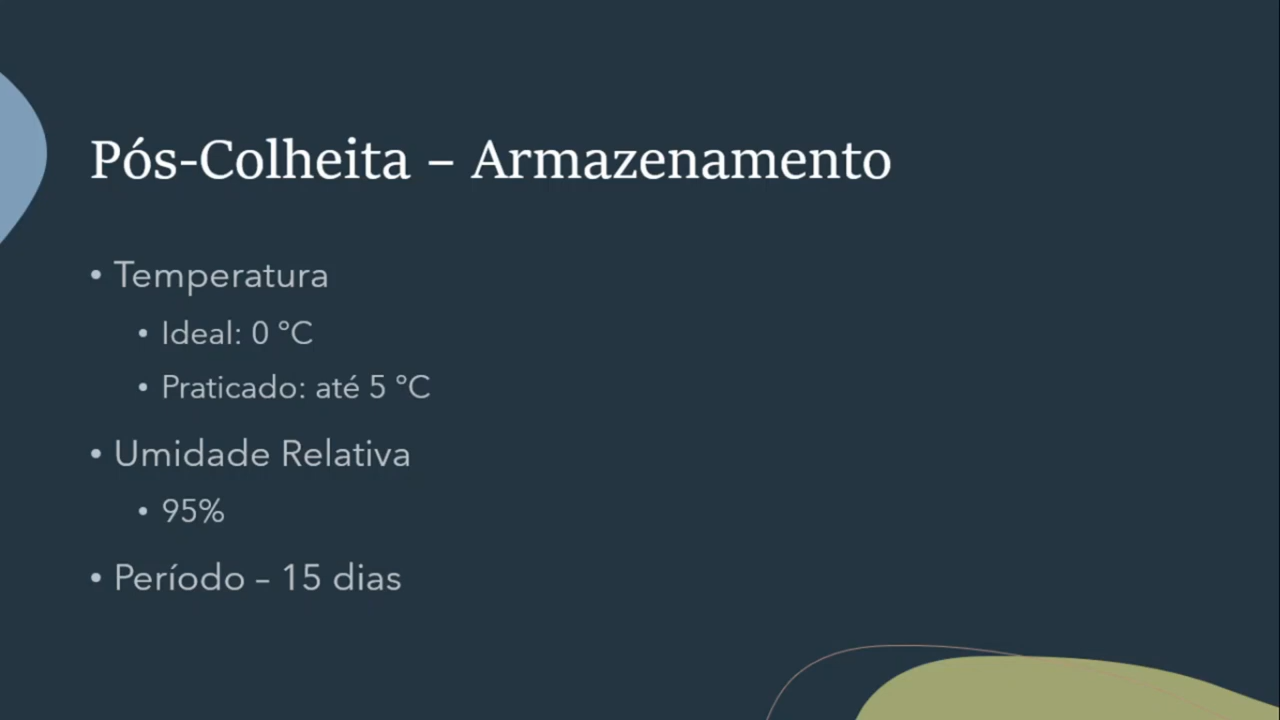 Pós-Colheita – Armazenamento
• Temperatura
• Ideal: 0 °C
• Praticado: até 5 °C
• Umidade Relativa
• 95%
• Período – 15 dias